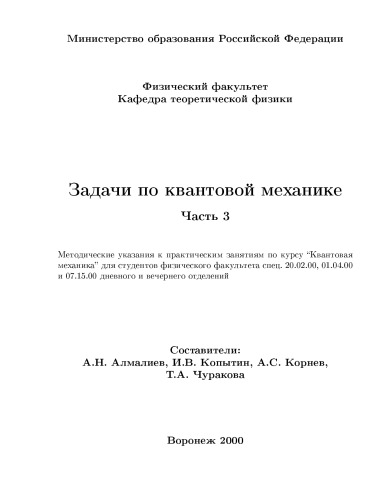 Министерство образования Российской Федерации
Физический факультет
Кафедра теоретической физики
Задачи по квантовой механике
Часть 3
Методические указания к практическим занятиям по курсу “Квантовая
механика” для студентов физического факультета спец. 20.02.00, 01.04.00
и 07.15.00 дневного и вечернего отделений
Составители:
А.Н. Алмалиев, И.В. Копытин, А.С. Корнев,
Т.А. Чуракова
Воронеж 2000